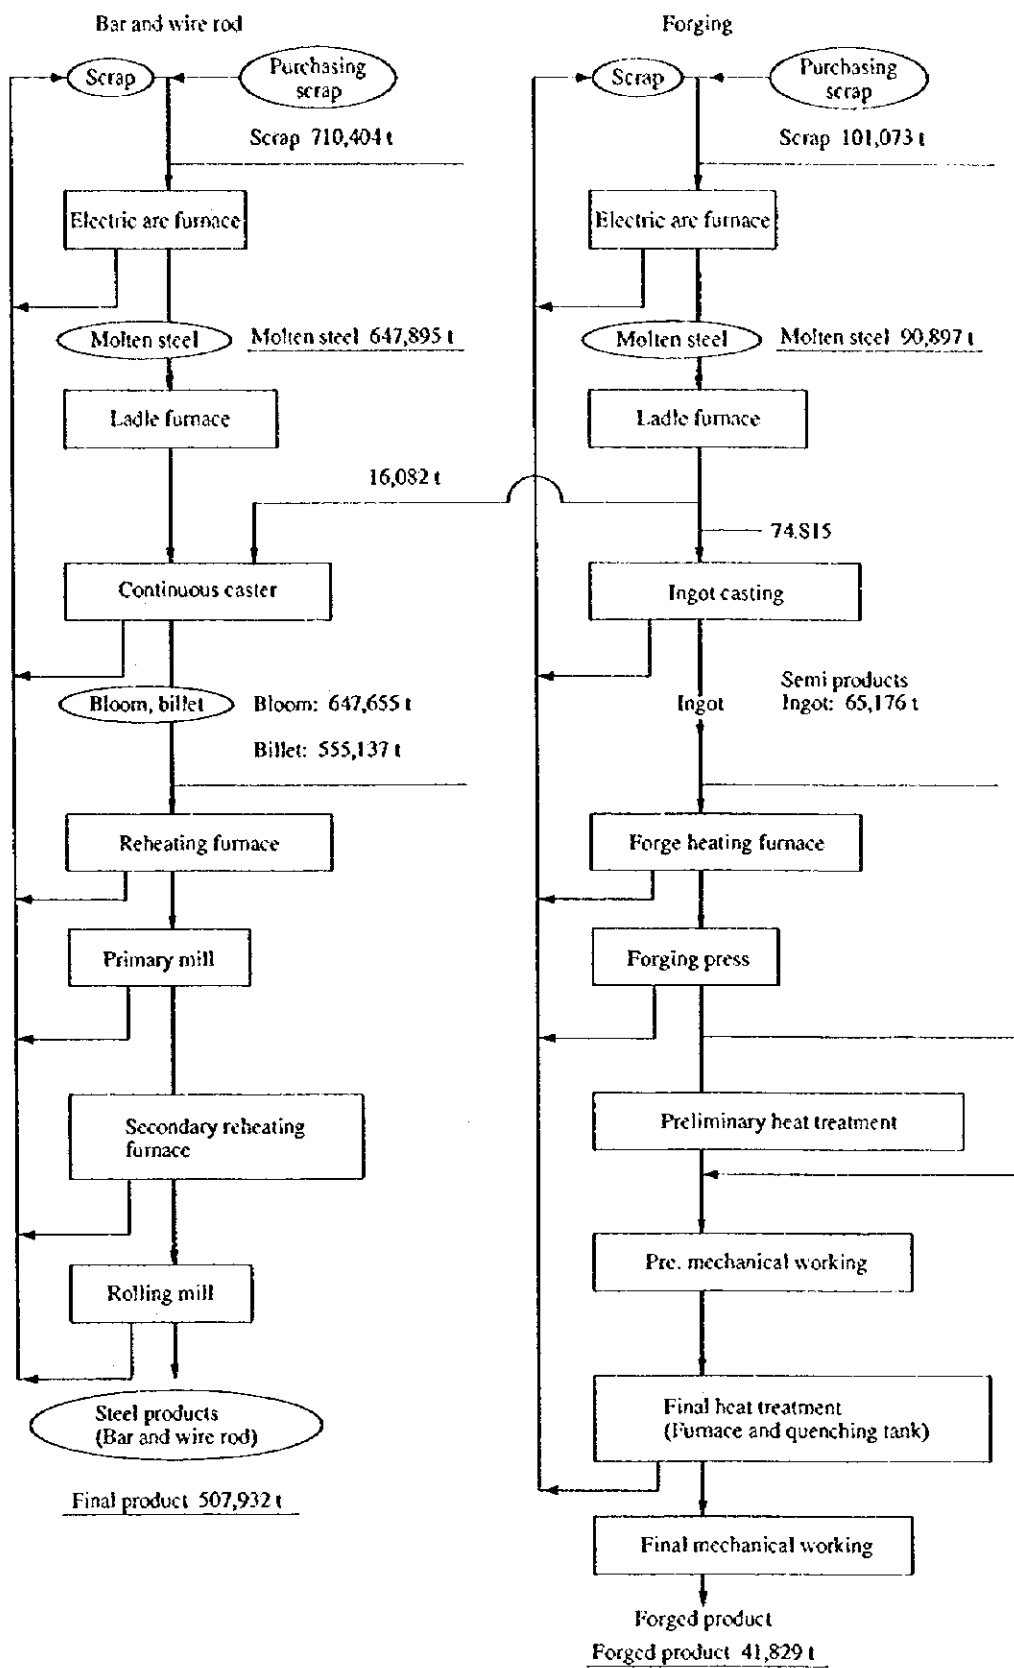 Bar and wire rod
Scrap
Purchasing
scrap
Scrap 710,404 t
Electric arc furnace
Molten steel
Molten steel 647,895 t
Ladle furnace
16,082 t
Continuous caster
Bloom, billet
Bloom: 647,655 t
Billet: 555,137 t
Reheating furnace
Primary mill
Secondary reheating
furnace
Rolling mill
Steel products
(Bar and wire rod)
Final product 507,932 t
Forging
Scrap
Purchasing
scrap
Scrap 101,073 t
Electric arc furnace
Molten steel
Molten steel 90,897 t
Ladle furnace
74.815
Ingot casting
Ingot
Semi products
Ingot: 65,176 t
Forge heating furnace
Forging press
Preliminary heat treatment
Pre. mechanical working
Final heat treatment
(Furnace and quenching tank)
Final mechanical working
Forged product
Forged product 41,829 t